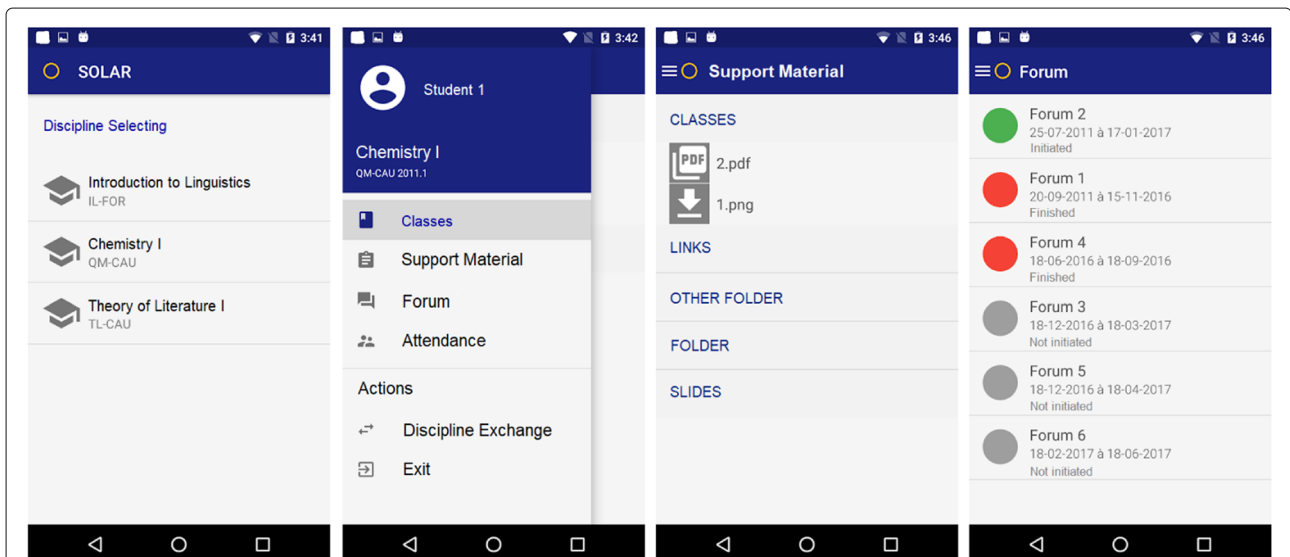 3:41
SOLAR
Discipline Selecting
Introduction to Linguistics
IL-FOR
Chemistry I
QM-CAU
Theory of Literature I
TL-CAU
3:42
Student 1
Chemistry I
QM-CAU 2011.1
Classes
Support Material
Forum
Attendance
Actions
Discipline Exchange
Exit
3:46
Support Material
CLASSES
PDF
2.pdf
1.png
LINKS
OTHER FOLDER
FOLDER
SLIDES
3:46
Forum
Forum 2
25-07-2011 à 17-01-2017
Initiated
Forum 1
20-09-2011 à 15-11-2016
Finished
Forum 4
18-06-2016 à 18-09-2016
Finished
Forum 3
18-12-2016 à 18-03-2017
Not initiated
Forum 5
18-12-2016 à 18-04-2017
Not initiated
Forum 6
18-02-2017 à 18-06-2017
Not initiated